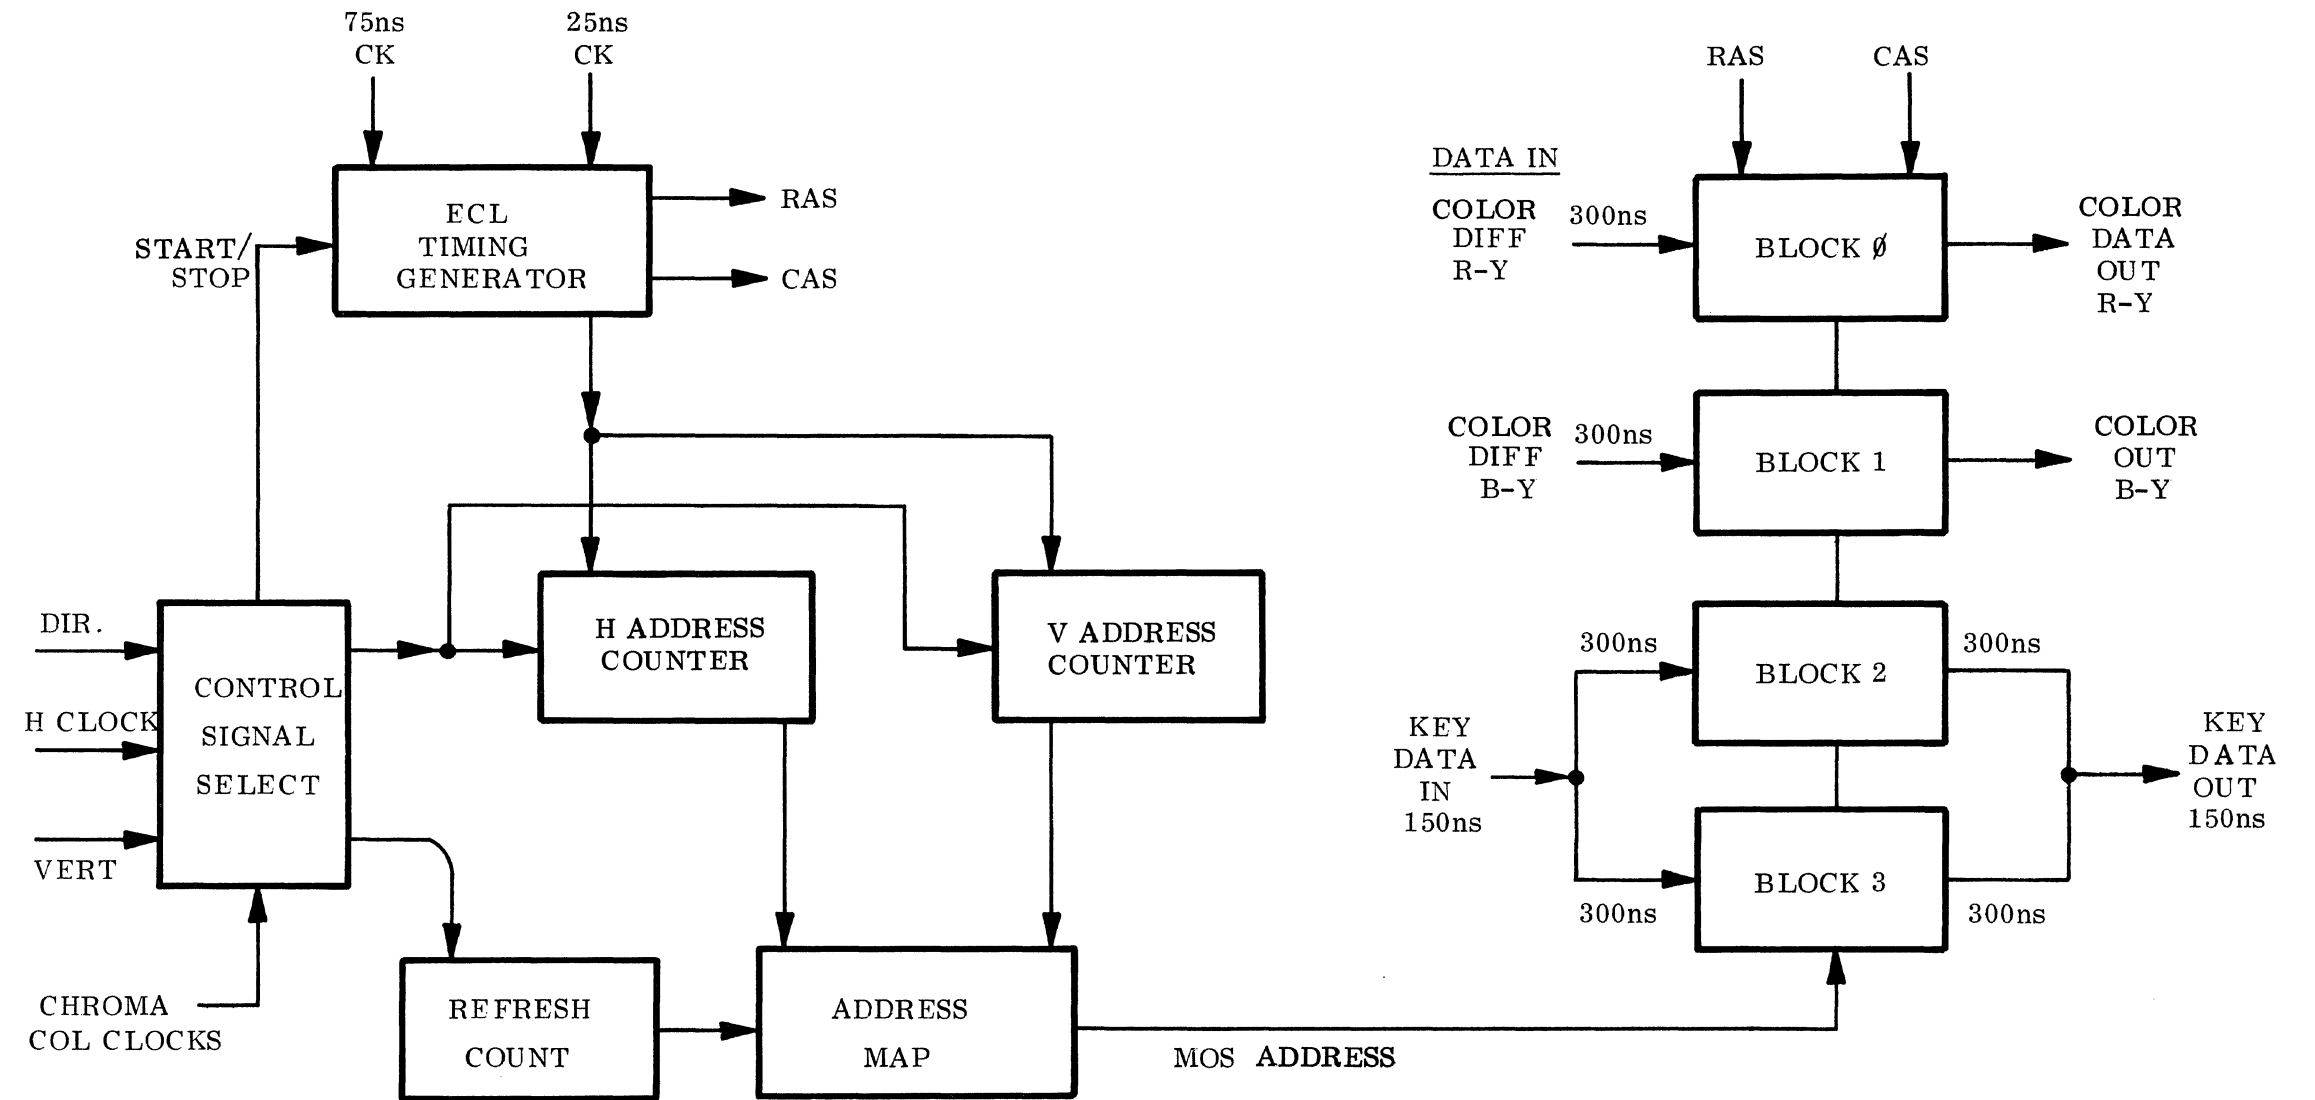 75ns
CK
25ns
CK
ECL
TIMING
GENERATOR
RAS
CAS
START/
STOP
DIR.
H CLOCK
VERT
CONTROL
SIGNAL
SELECT
CHROMA
COL CLOCKS
H ADDRESS
COUNTER
V ADDRESS
COUNTER
REFRESH
COUNT
ADDRESS
MAP
MOS ADDRESS
RAS
CAS
DATA IN
COLOR
DIFF
R-Y
300ns
BLOCK Ø
COLOR
DATA
OUT
R-Y
COLOR
DIFF
B-Y
300ns
BLOCK 1
COLOR
OUT
B-Y
300ns
BLOCK 2
300ns
KEY
DATA
IN
150ns
KEY
DATA
OUT
150ns
BLOCK 3
300ns
300ns